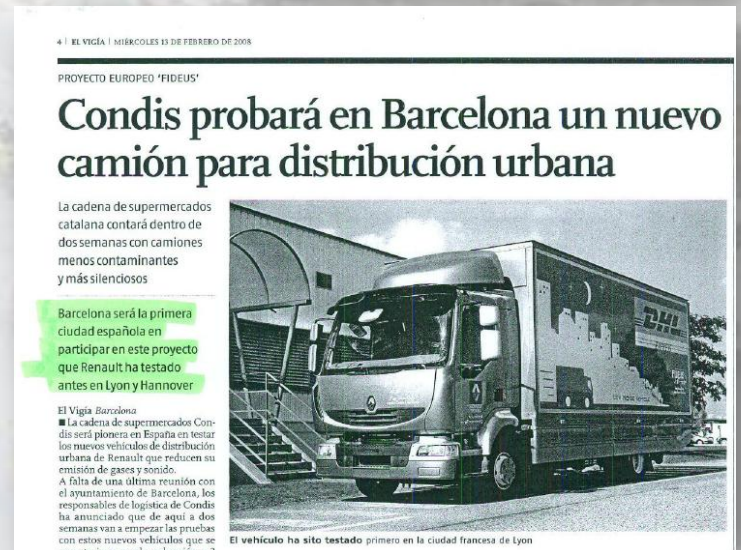 4 | EL VIGÍA | MIÉRCOLES 13 DE FEBRERO DE 2008
PROYECTO EUROPEO 'FIDEUS'
Condis probará en Barcelona un nuevo
camión para distribución urbana
La cadena de supermercados
catalana contará dentro de
dos semanas con camiones
menos contaminantes
y más silenciosos
Barcelona será la primera
ciudad española en
participar en este proyecto
que Renault ha testado
antes en Lyon y Hannover
El Vigía Barcelona
■ La cadena de supermercados Con-
dis será pionera en España en testar
los nuevos vehículos de distribución
urbana de Renault que reducen su
emisión de gases y sonido.
A falta de una última reunión con
el ayuntamiento de Barcelona, los
responsables de logística de Condis
ha anunciado que de aquí a dos
semanas van a empezar las pruebas
con estos nuevos vehículos que se
DHL
El vehículo ha sito testado primero en la ciudad francesa de Lyon